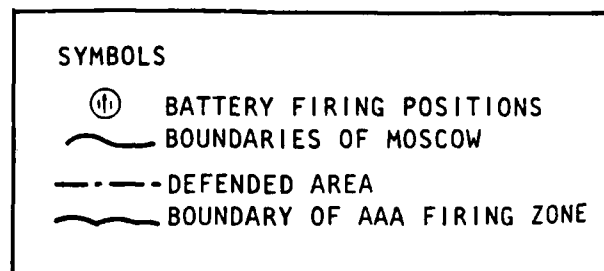 SYMBOLS
BATTERY FIRING POSITIONS
BOUNDARIES OF MOSCOW
DEFENDED AREA
BOUNDARY OF AAA FIRING ZONE